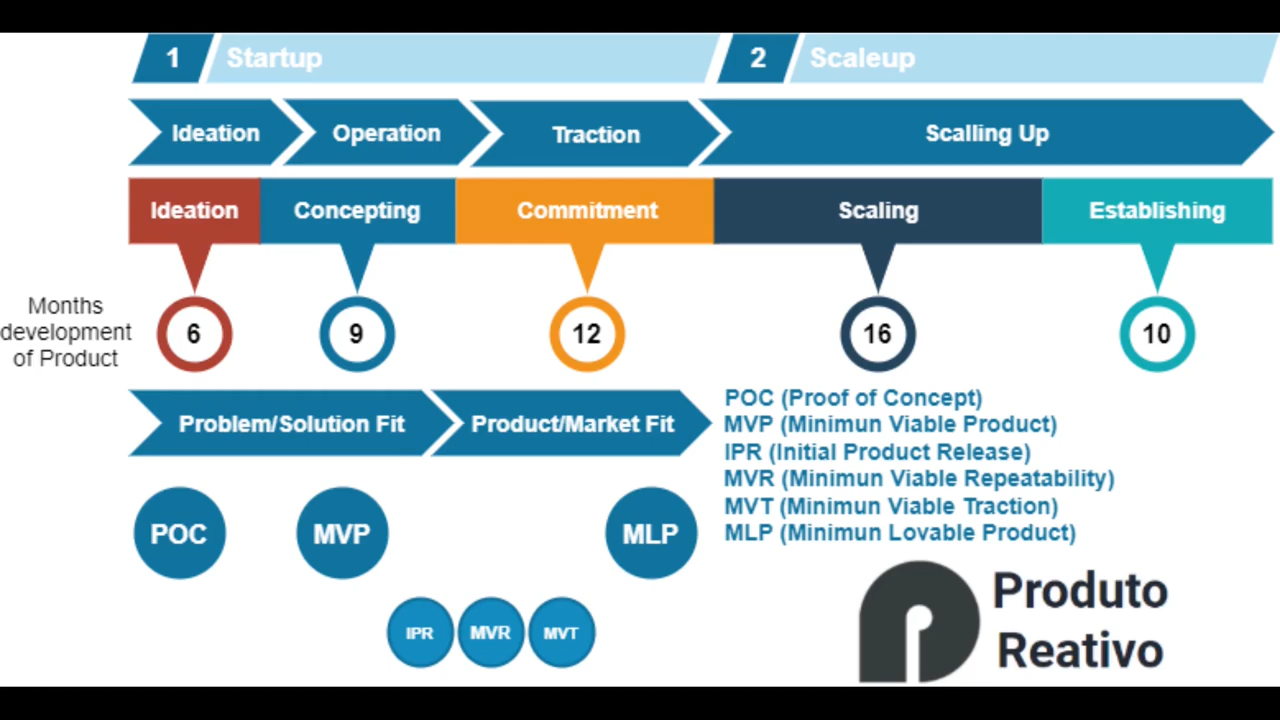 1 Startup 2 Scaleup
Ideation Operation Traction Scalling Up
Ideation Concepting Commitment Scaling Establishing
Months
development
of Product
6 9 12 16 10
Problem/Solution Fit Product/Market Fit
POC (Proof of Concept)
MVP (Minimun Viable Product)
IPR (Initial Product Release)
MVR (Minimun Viable Repeatability)
MVT (Minimun Viable Traction)
MLP (Minimun Lovable Product)
POC MVP MLP
IPR MVR MVT
Produto
Reativo